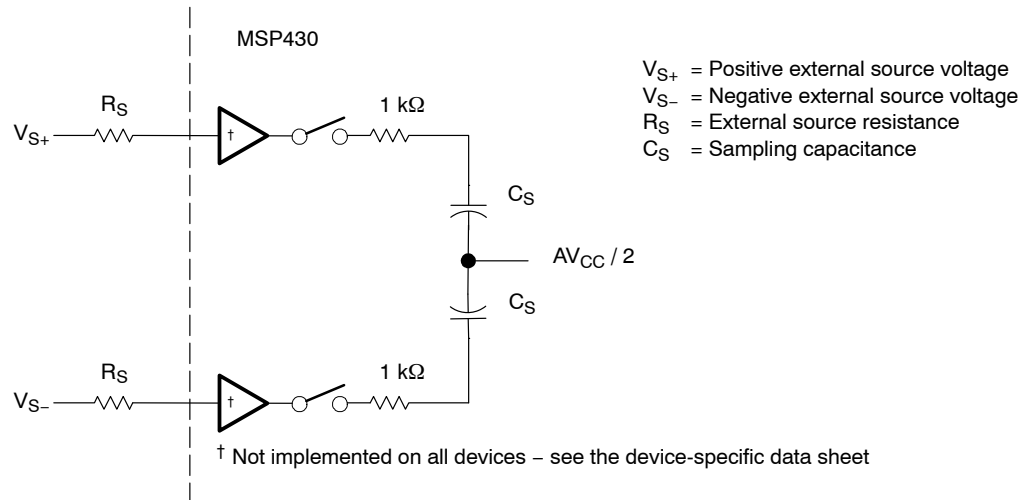 MSP430
V_S+ = Positive external source voltage
V_S− = Negative external source voltage
R_S = External source resistance
C_S = Sampling capacitance
R_S
1 kΩ
V_S+
†
C_S
AV_CC / 2
C_S
R_S
1 kΩ
V_S−
†
† Not implemented on all devices − see the device-specific data sheet